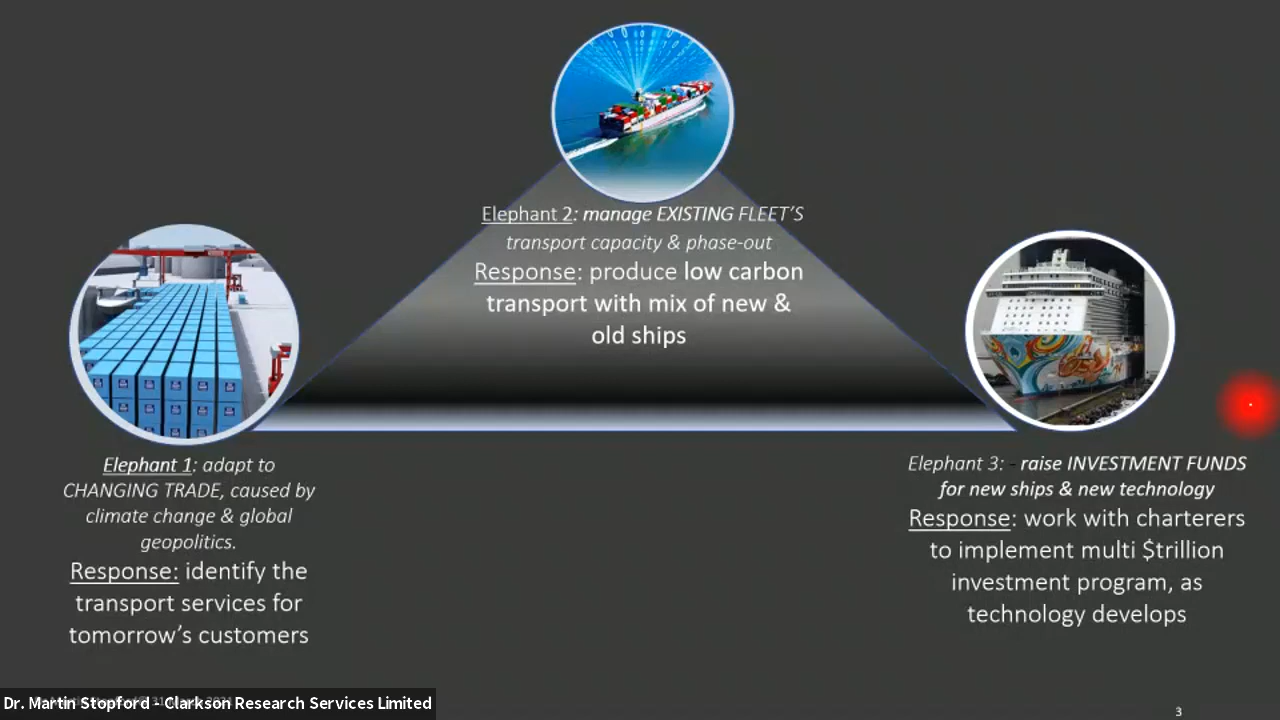 Elephant 2: manage EXISTING FLEET'S
transport capacity & phase-out
Response: produce low carbon
transport with mix of new &
old ships
Elephant 1: adapt to
CHANGING TRADE, caused by
climate change & global
geopolitics.
Response: identify the
transport services for
tomorrow's customers
Elephant 3: - raise INVESTMENT FUNDS
for new ships & new technology
Response: work with charterers
to implement multi $trillion
investment program, as
technology develops
Dr. Martin Stopford - Clarkson Research Services Limited
3